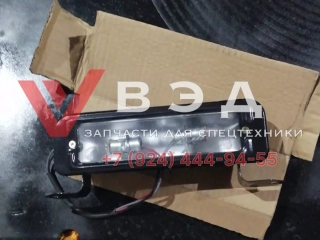 ВЭД
ЗАПЧАСТИ ДЛЯ СПЕЦТЕХНИКИ
+7 (924) 444-94-55